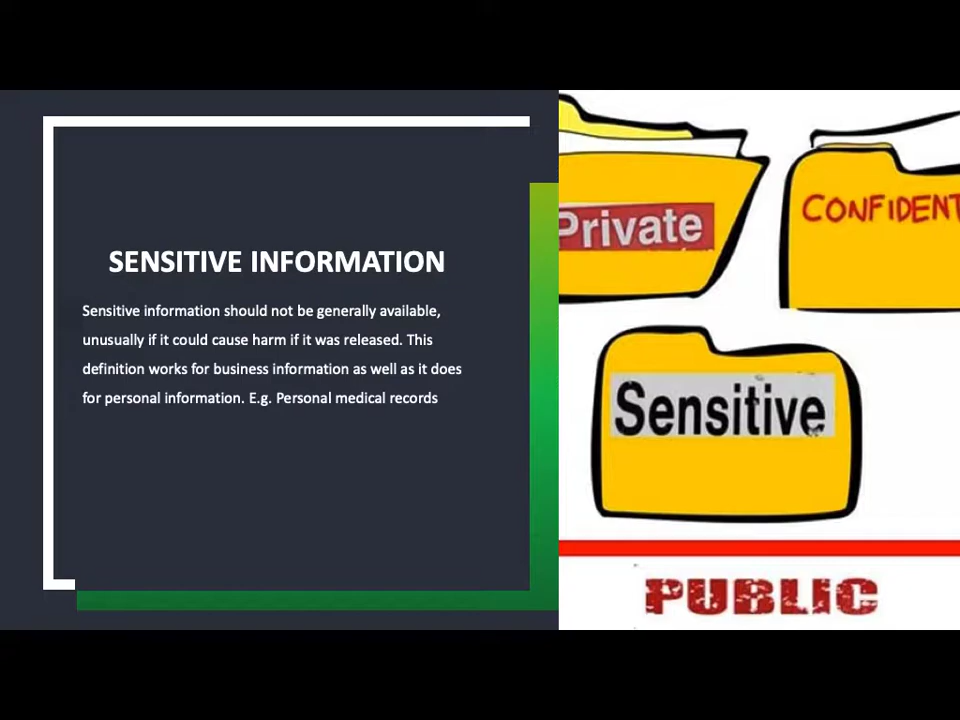 SENSITIVE INFORMATION
Sensitive information should not be generally available,
unusually if it could cause harm if it was released. This
definition works for business information as well as it does
for personal information. E.g. Personal medical records
Private
CONFIDENT
Sensitive
PUBLIC